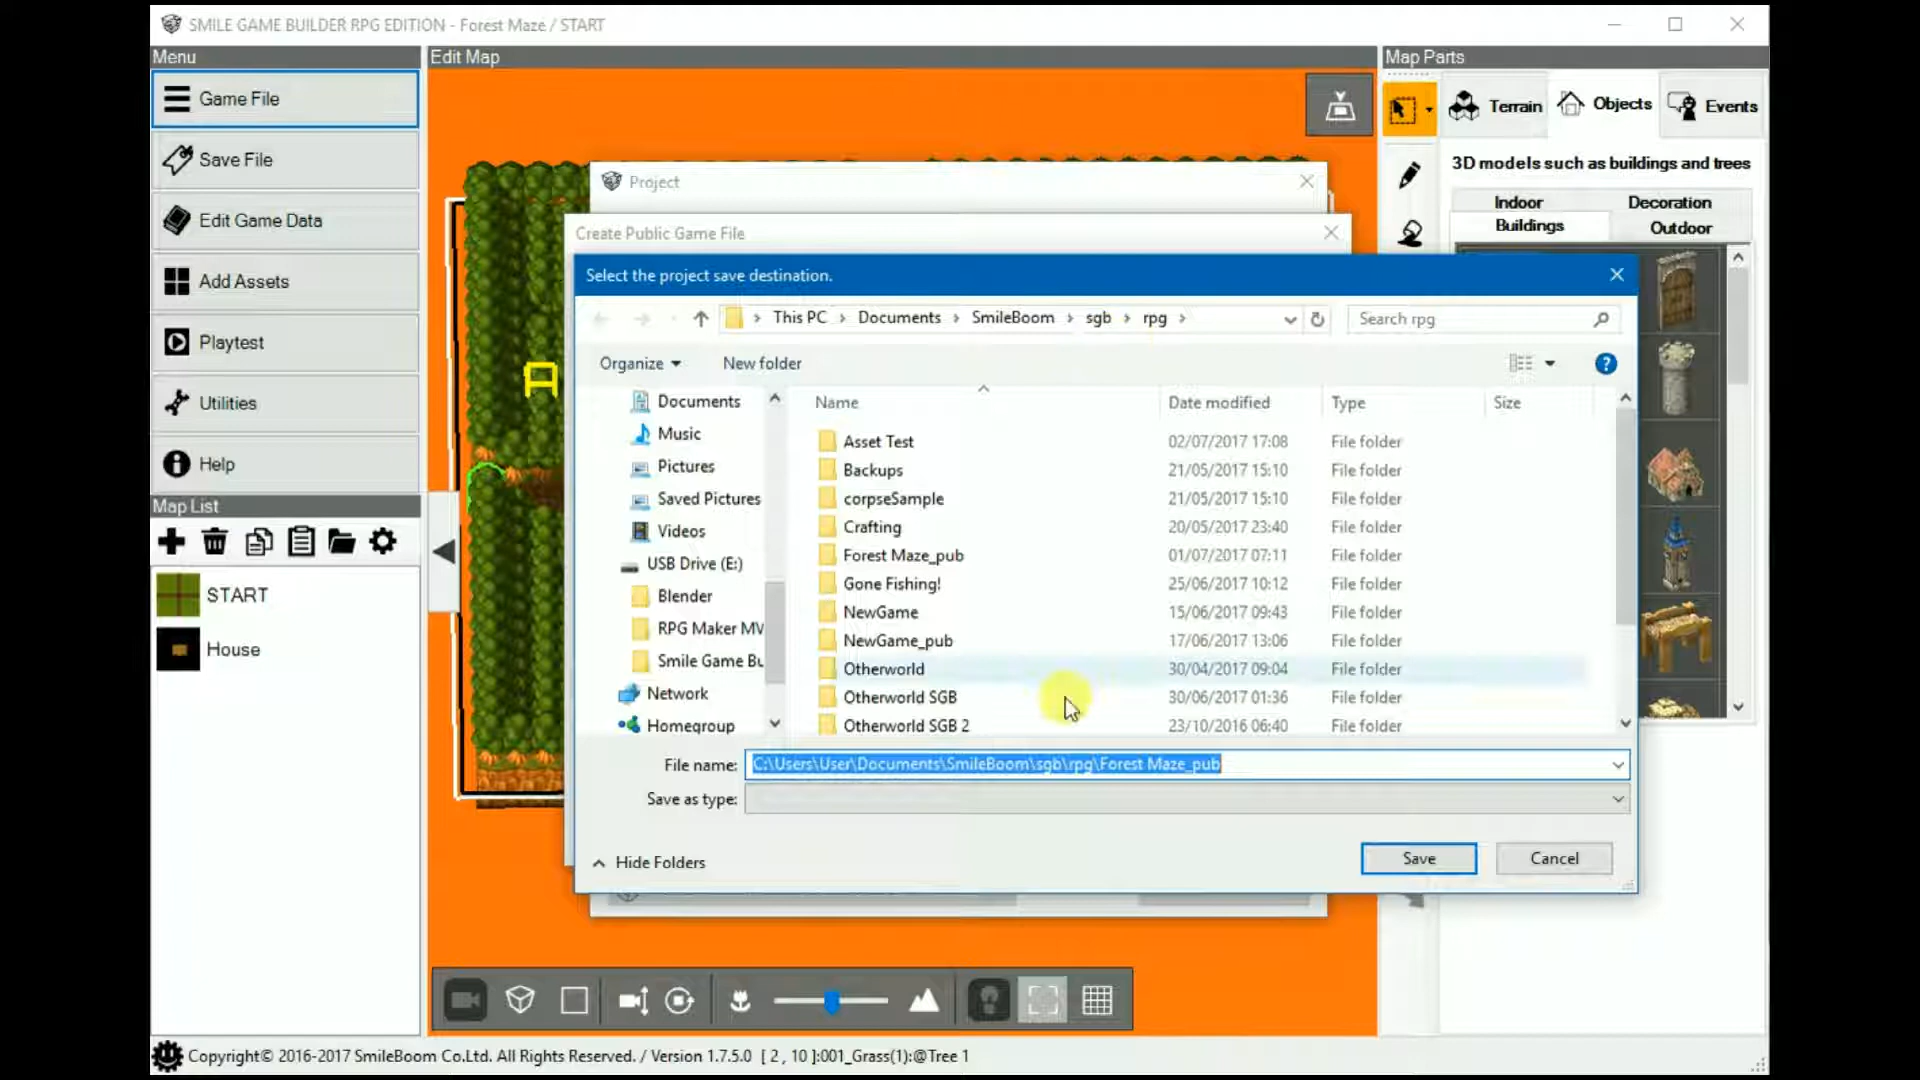 SMILE GAME BUILDER RPG EDITION - Forest Maze / START
Menu
Game File
Save File
Edit Game Data
Add Assets
Playtest
Utilities
Help
Map List
START
House
Edit Map
Project
Create Public Game File
Select the project save destination.
This PC > Documents > SmileBoom > sgb > rpg >
Search rpg
Organize
New folder
Documents
Music
Pictures
Saved Pictures
Videos
USB Drive (E:)
Blender
RPG Maker MV
Smile Game Bu
Network
Homegroup
Name Date modified Type Size
Asset Test 02/07/2017 17:08 File folder
Backups 21/05/2017 15:10 File folder
corpseSample 21/05/2017 15:10 File folder
Crafting 20/05/2017 23:40 File folder
Forest Maze_pub 01/07/2017 07:11 File folder
Gone Fishing! 25/06/2017 10:12 File folder
NewGame 15/06/2017 09:43 File folder
NewGame_pub 17/06/2017 13:06 File folder
Otherworld 30/04/2017 09:04 File folder
Otherworld SGB 30/06/2017 01:36 File folder
Otherworld SGB 2 23/10/2016 06:40 File folder
File name: C:\Users\User\Documents\SmileBoom\sgb\rpg\Forest Maze_pub
Save as type:
Hide Folders
Save
Cancel
Map Parts
Terrain
Objects
Events
3D models such as buildings and trees
Indoor
Decoration
Buildings
Outdoor
Copyright© 2016-2017 SmileBoom Co.Ltd. All Rights Reserved. / Version 1.7.5.0 [ 2 , 10 ]:001_Grass(1):@Tree 1